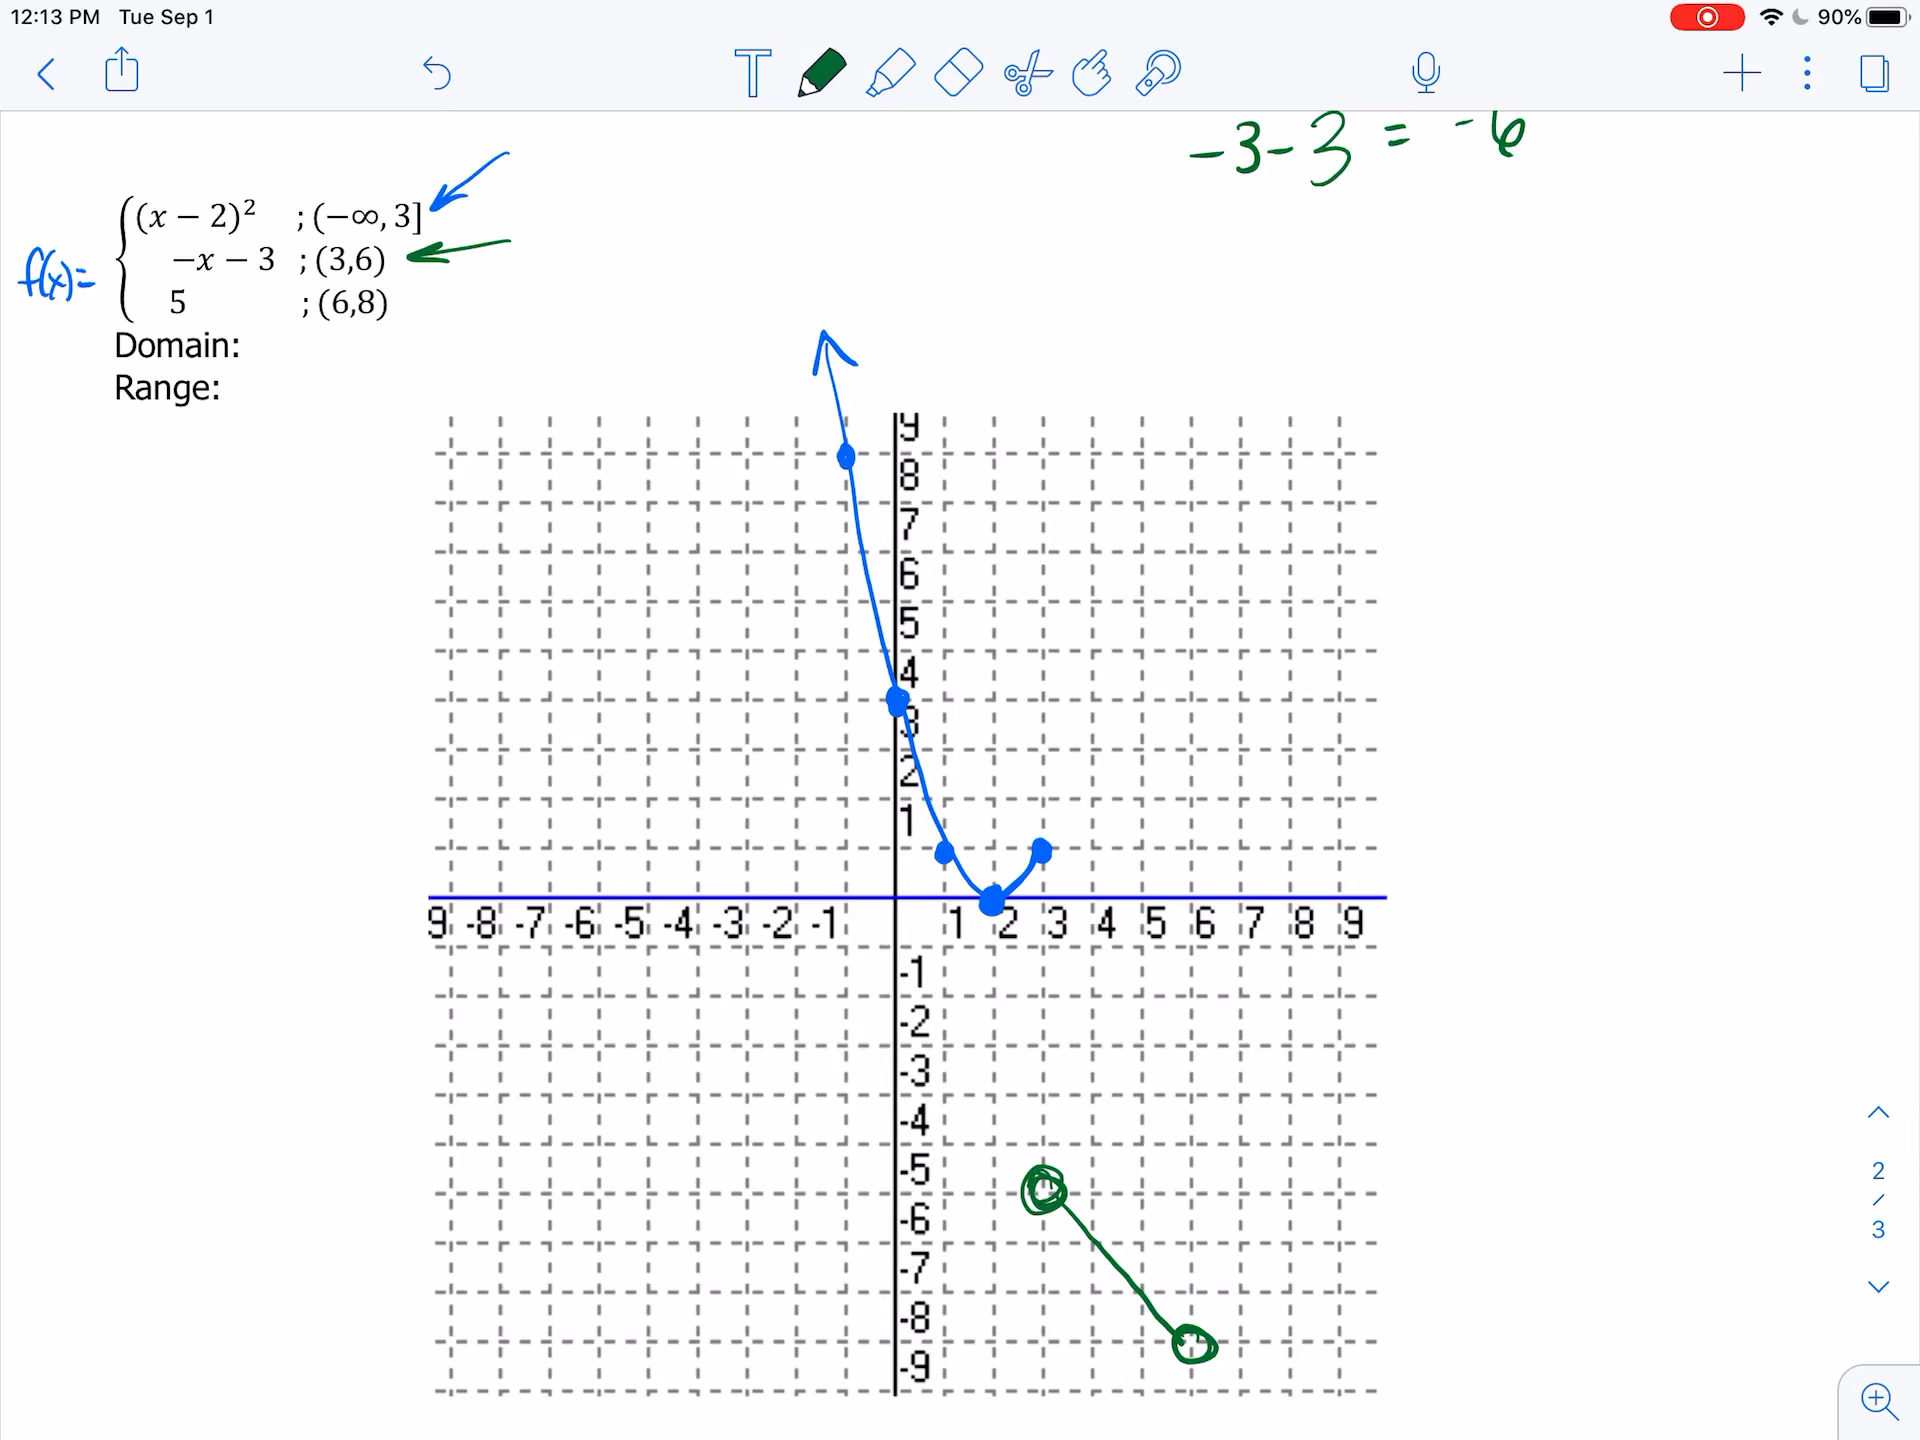 12:13 PM Tue Sep 1
90%
T
-3-3 = -6
f(x)=
(x − 2)² ; (−∞, 3]
−x − 3 ; (3,6)
5 ; (6,8)
Domain:
Range:
9
8
7
6
5
4
3
2
1
9 -8 -7 -6 -5 -4 -3 -2 -1 1 2 3 4 5 6 7 8 9
-1
-2
-3
-4
-5
-6
-7
-8
-9
2
/
3